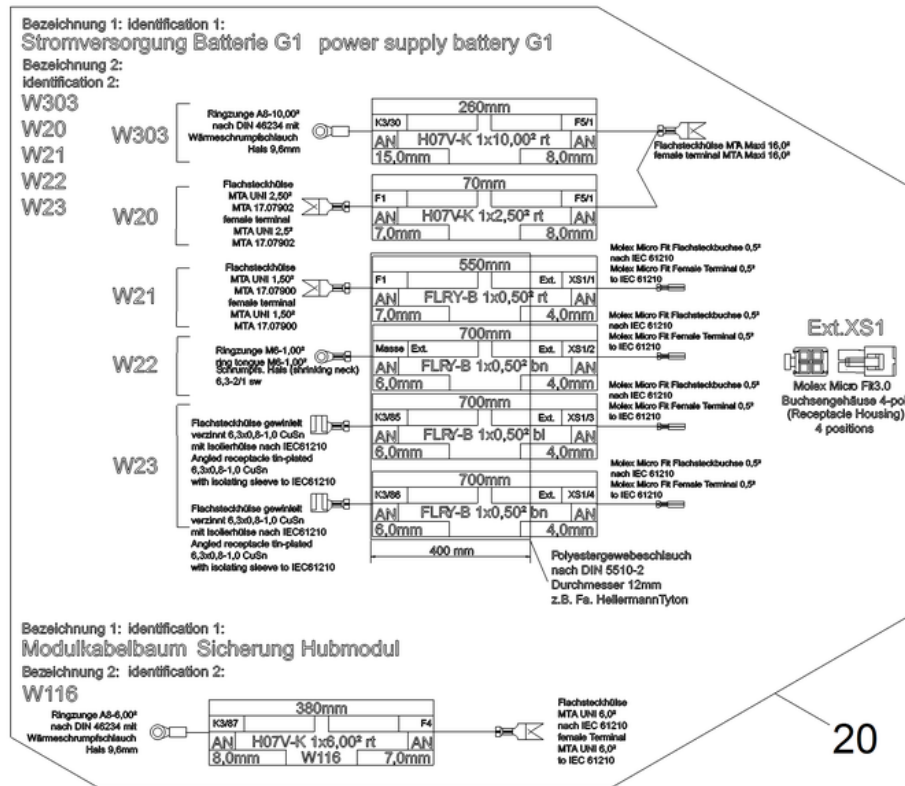 Bezeichnung 1: identification 1:
Stromversorgung Batterie G1 power supply battery G1
Bezeichnung 2:
identification 2:
W303
W20
W21
W22
W23
W303
Ringzunge A8-10,00²
nach DIN 46234 mit
Wärmeschrumpfschlauch
Hals 9,6mm
260mm
K3/30 F5/1
AN H07V-K 1x10,00² rt AN
15,0mm 8,0mm
Flachsteckhülse MTA Maxi 16,0²
female terminal MTA Maxi 16,0²
W20
Flachsteckhülse
MTA UNI 2,50²
MTA 17.07902
female terminal
MTA UNI 2,5²
MTA 17.07902
70mm
F1 F5/1
AN H07V-K 1x2,50² rt AN
7,0mm 8,0mm
W21
Flachsteckhülse
MTA UNI 1,50²
MTA 17.07900
female terminal
MTA UNI 1,50²
MTA 17.07900
550mm
F1 Ext. XS1/1
AN FLRY-B 1x0,50² rt AN
7,0mm 4,0mm
Molex Micro Fit Flachsteckbuchse 0,5²
nach IEC 61210
Molex Micro Fit Female Terminal 0,5²
to IEC 61210
W22
Ringzunge M6-1,00²
ring tongue M6-1,00²
Schrumpfs. Hals (shrinking neck)
6,3-2/1 sw
700mm
Masse Ext. Ext. XS1/2
AN FLRY-B 1x0,50² bn AN
6,0mm 4,0mm
Molex Micro Fit Flachsteckbuchse 0,5²
nach IEC 61210
Molex Micro Fit Female Terminal 0,5²
to IEC 61210
W23
Flachsteckhülse gewinkelt
verzinnt 6,3x0,8-1,0 CuSn
mit Isolierhülse nach IEC61210
Angled receptacle tin-plated
6,3x0,8-1,0 CuSn
with isolating sleeve to IEC61210
700mm
K3/85 Ext. XS1/3
AN FLRY-B 1x0,50² bl AN
6,0mm 4,0mm
Molex Micro Fit Flachsteckbuchse 0,5²
nach IEC 61210
Molex Micro Fit Female Terminal 0,5²
to IEC 61210
Flachsteckhülse gewinkelt
verzinnt 6,3x0,8-1,0 CuSn
mit Isolierhülse nach IEC61210
Angled receptacle tin-plated
6,3x0,8-1,0 CuSn
with isolating sleeve to IEC61210
700mm
K3/86 Ext. XS1/4
AN FLRY-B 1x0,50² bn AN
6,0mm 4,0mm
Molex Micro Fit Flachsteckbuchse 0,5²
nach IEC 61210
Molex Micro Fit Female Terminal 0,5²
to IEC 61210
400 mm
Polyestergewebeschlauch
nach DIN 5510-2
Durchmesser 12mm
z.B. Fa. HellermannTyton
Ext.XS1
Molex Micro Fit3.0
Buchsengehäuse 4-pol
(Receptacle Housing)
4 positions
Bezeichnung 1: identification 1:
Modulkabelbaum Sicherung Hubmodul
Bezeichnung 2: identification 2:
W116
Ringzunge A8-6,00²
nach DIN 46234 mit
Wärmeschrumpfschlauch
Hals 9,6mm
380mm
K3/87 F4
AN H07V-K 1x6,00² rt AN
8,0mm W116 7,0mm
Flachsteckhülse
MTA UNI 6,0²
nach IEC 61210
female Terminal
MTA UNI 6,0²
to IEC 61210
20